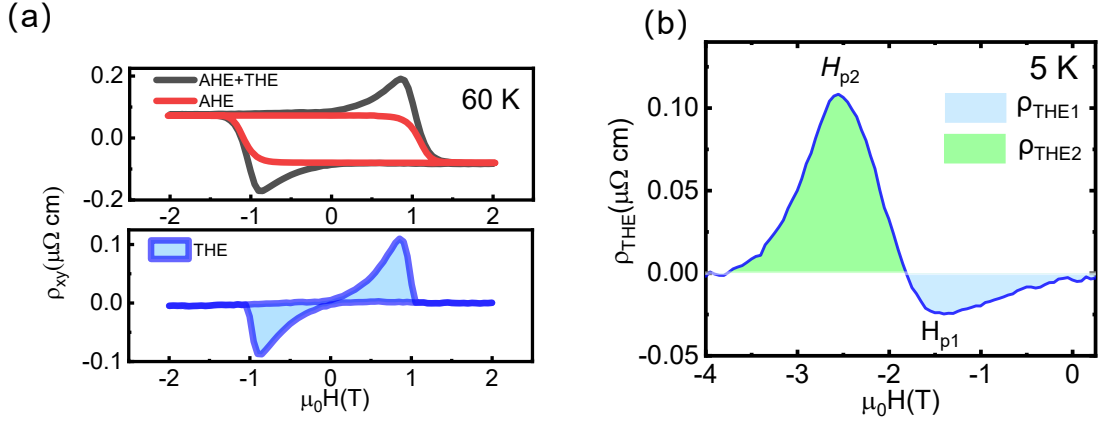 (a)
AHE+THE
AHE
60 K
0.2
0.0
-0.2
-2 -1 0 1 2
μ₀H(T)
THE
0.1
0.0
-0.1
-2 -1 0 1 2
μ₀H(T)
ρxy(μΩ cm)
(b)
5 K
Hp2
ρTHE1
ρTHE2
Hp1
0.10
0.05
0.00
-0.05
-4 -3 -2 -1 0
μ₀H(T)
ρTHE(μΩ cm)